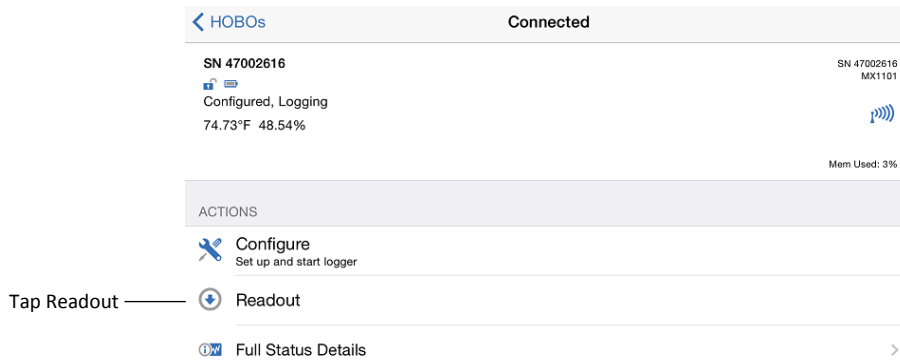 HOBOs
Connected
SN 47002616
SN 47002616
MX1101
Configured, Logging
74.73°F 48.54%
Mem Used: 3%
ACTIONS
Configure
Set up and start logger
Tap Readout
Readout
Full Status Details